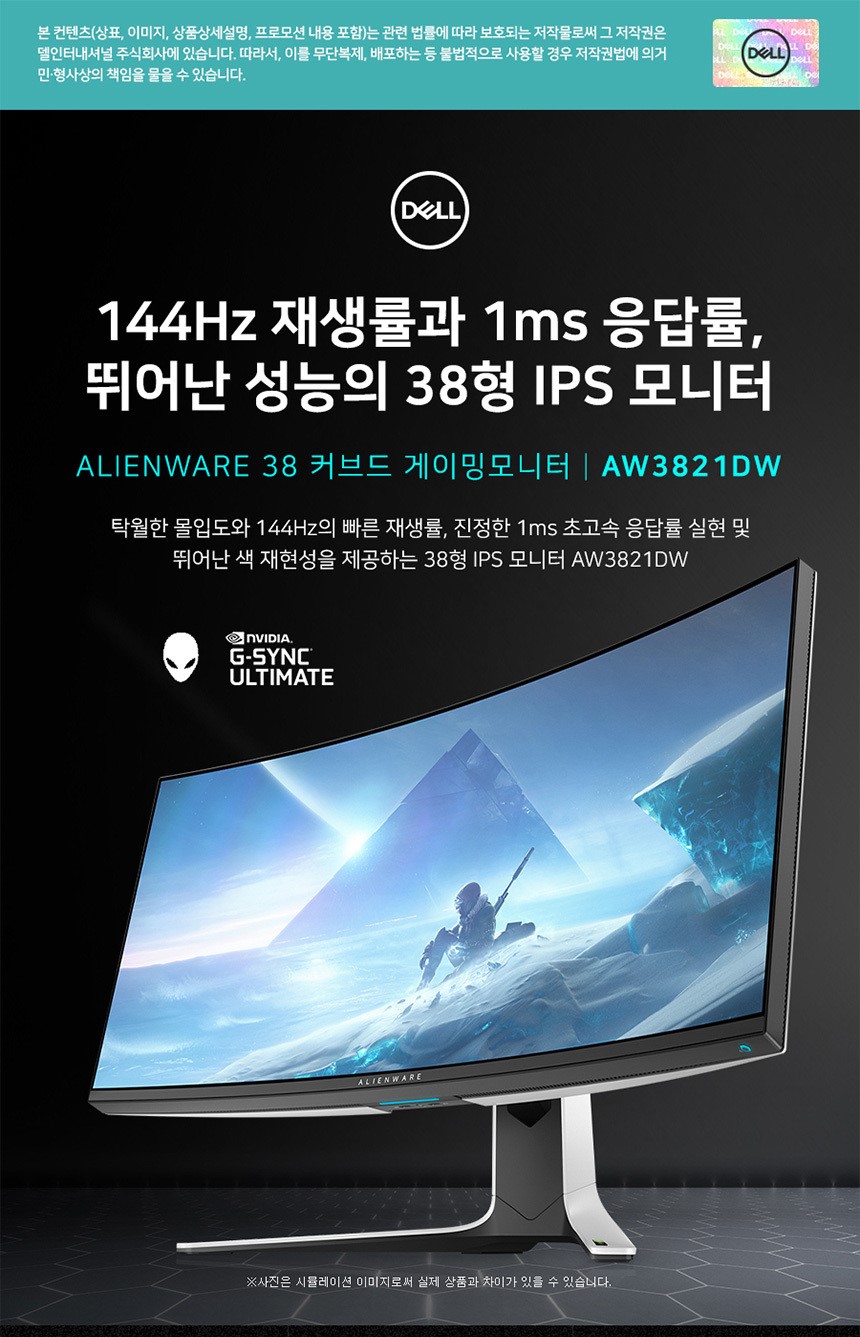 본 컨텐츠(상표, 이미지, 상품상세설명, 프로모션 내용 포함)는 관련 법률에 따라 보호되는 저작물로써 그 저작권은
델인터내셔널 주식회사에 있습니다. 따라서, 이를 무단복제, 배포하는 등 불법적으로 사용할 경우 저작권법에 의거
민·형사상의 책임을 물을 수 있습니다.
DELL
DELL
144Hz 재생률과 1ms 응답률,
뛰어난 성능의 38형 IPS 모니터
ALIENWARE 38 커브드 게이밍모니터 | AW3821DW
탁월한 몰입도와 144Hz의 빠른 재생률, 진정한 1ms 초고속 응답률 실현 및
뛰어난 색 재현성을 제공하는 38형 IPS 모니터 AW3821DW
NVIDIA.
G-SYNC
ULTIMATE
ALIENWARE
※사진은 시뮬레이션 이미지로써 실제 상품과 차이가 있을 수 있습니다.